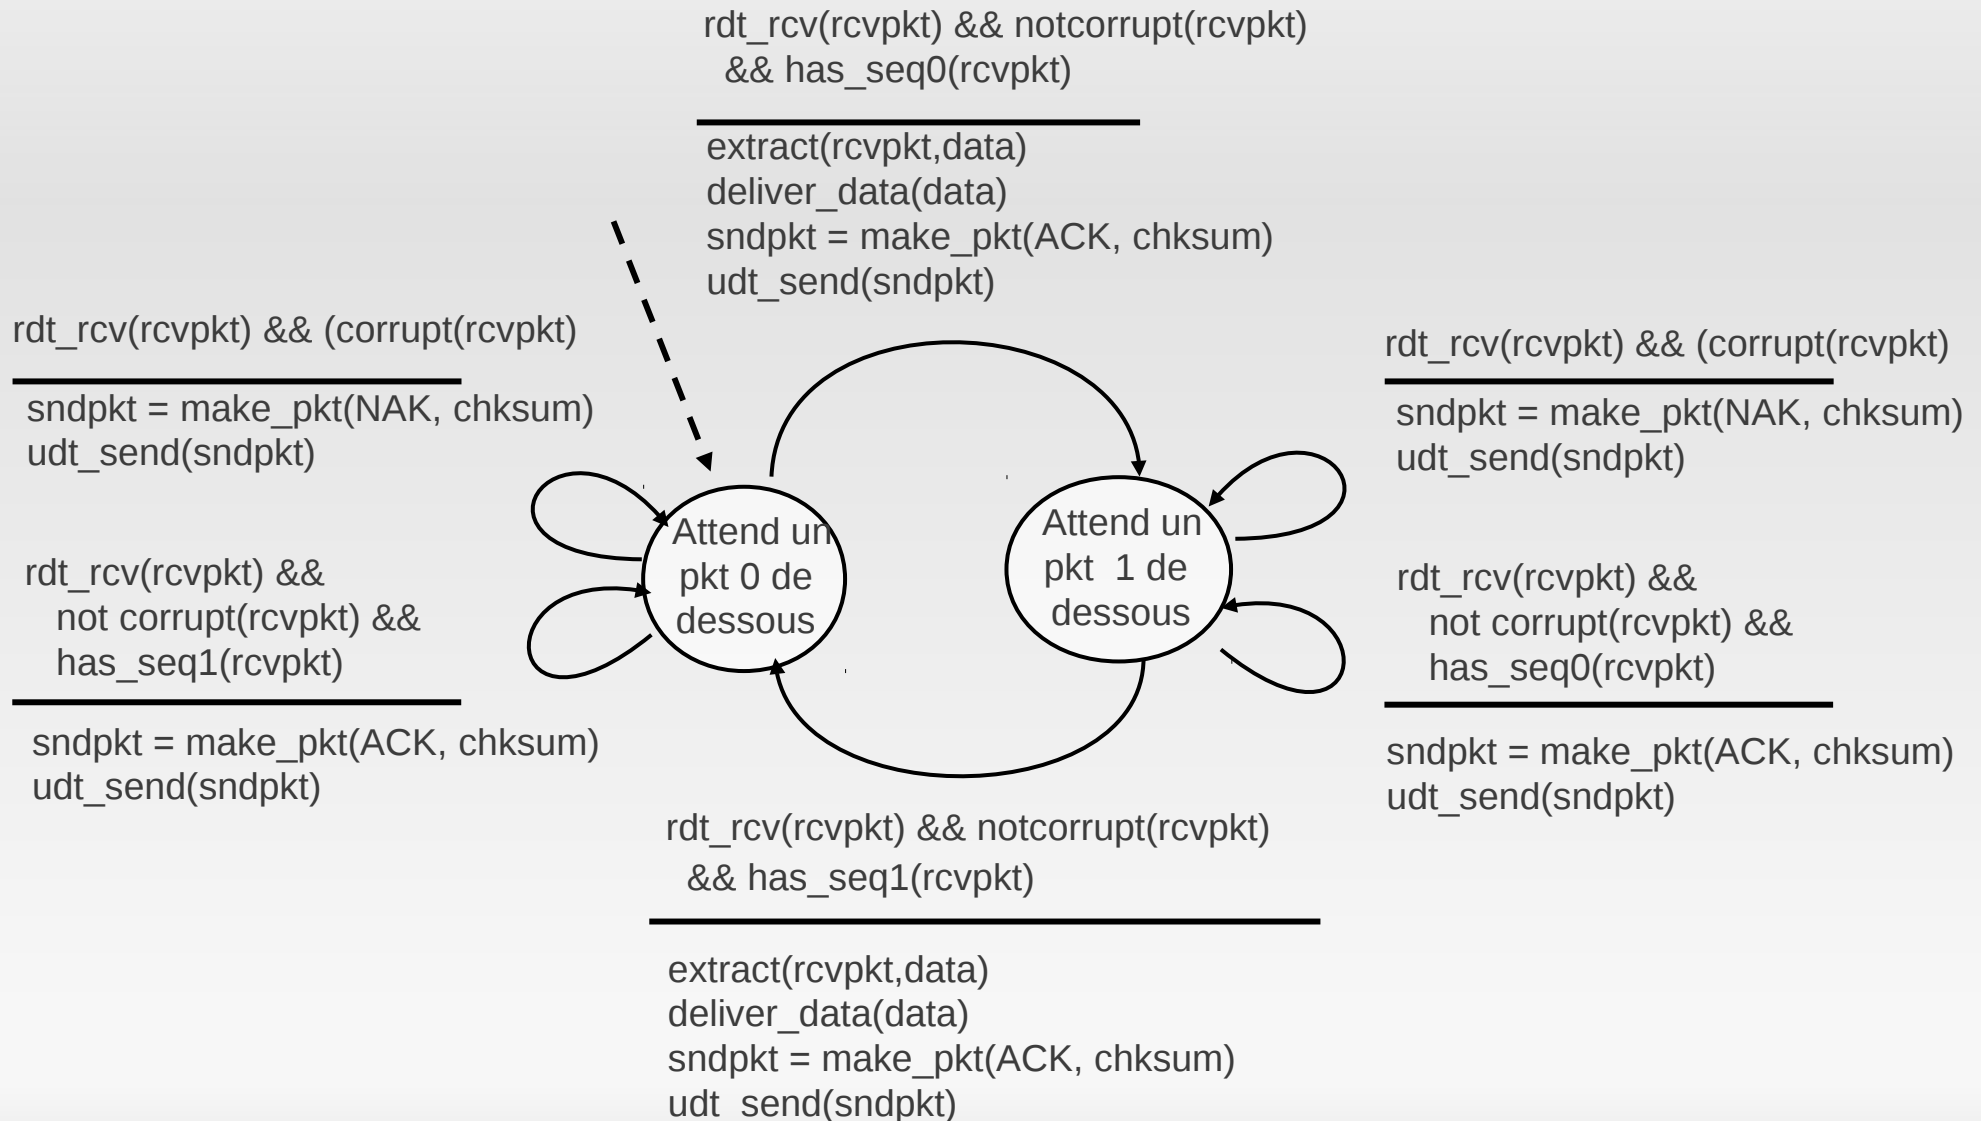 rdt_rcv(rcvpkt) && notcorrupt(rcvpkt)
&& has_seq0(rcvpkt)
extract(rcvpkt,data)
deliver_data(data)
sndpkt = make_pkt(ACK, chksum)
udt_send(sndpkt)
rdt_rcv(rcvpkt) && (corrupt(rcvpkt)
sndpkt = make_pkt(NAK, chksum)
udt_send(sndpkt)
rdt_rcv(rcvpkt) &&
not corrupt(rcvpkt) &&
has_seq1(rcvpkt)
sndpkt = make_pkt(ACK, chksum)
udt_send(sndpkt)
Attend un
pkt 0 de
dessous
Attend un
pkt 1 de
dessous
rdt_rcv(rcvpkt) && (corrupt(rcvpkt)
sndpkt = make_pkt(NAK, chksum)
udt_send(sndpkt)
rdt_rcv(rcvpkt) &&
not corrupt(rcvpkt) &&
has_seq0(rcvpkt)
sndpkt = make_pkt(ACK, chksum)
udt_send(sndpkt)
rdt_rcv(rcvpkt) && notcorrupt(rcvpkt)
&& has_seq1(rcvpkt)
extract(rcvpkt,data)
deliver_data(data)
sndpkt = make_pkt(ACK, chksum)
udt_send(sndpkt)